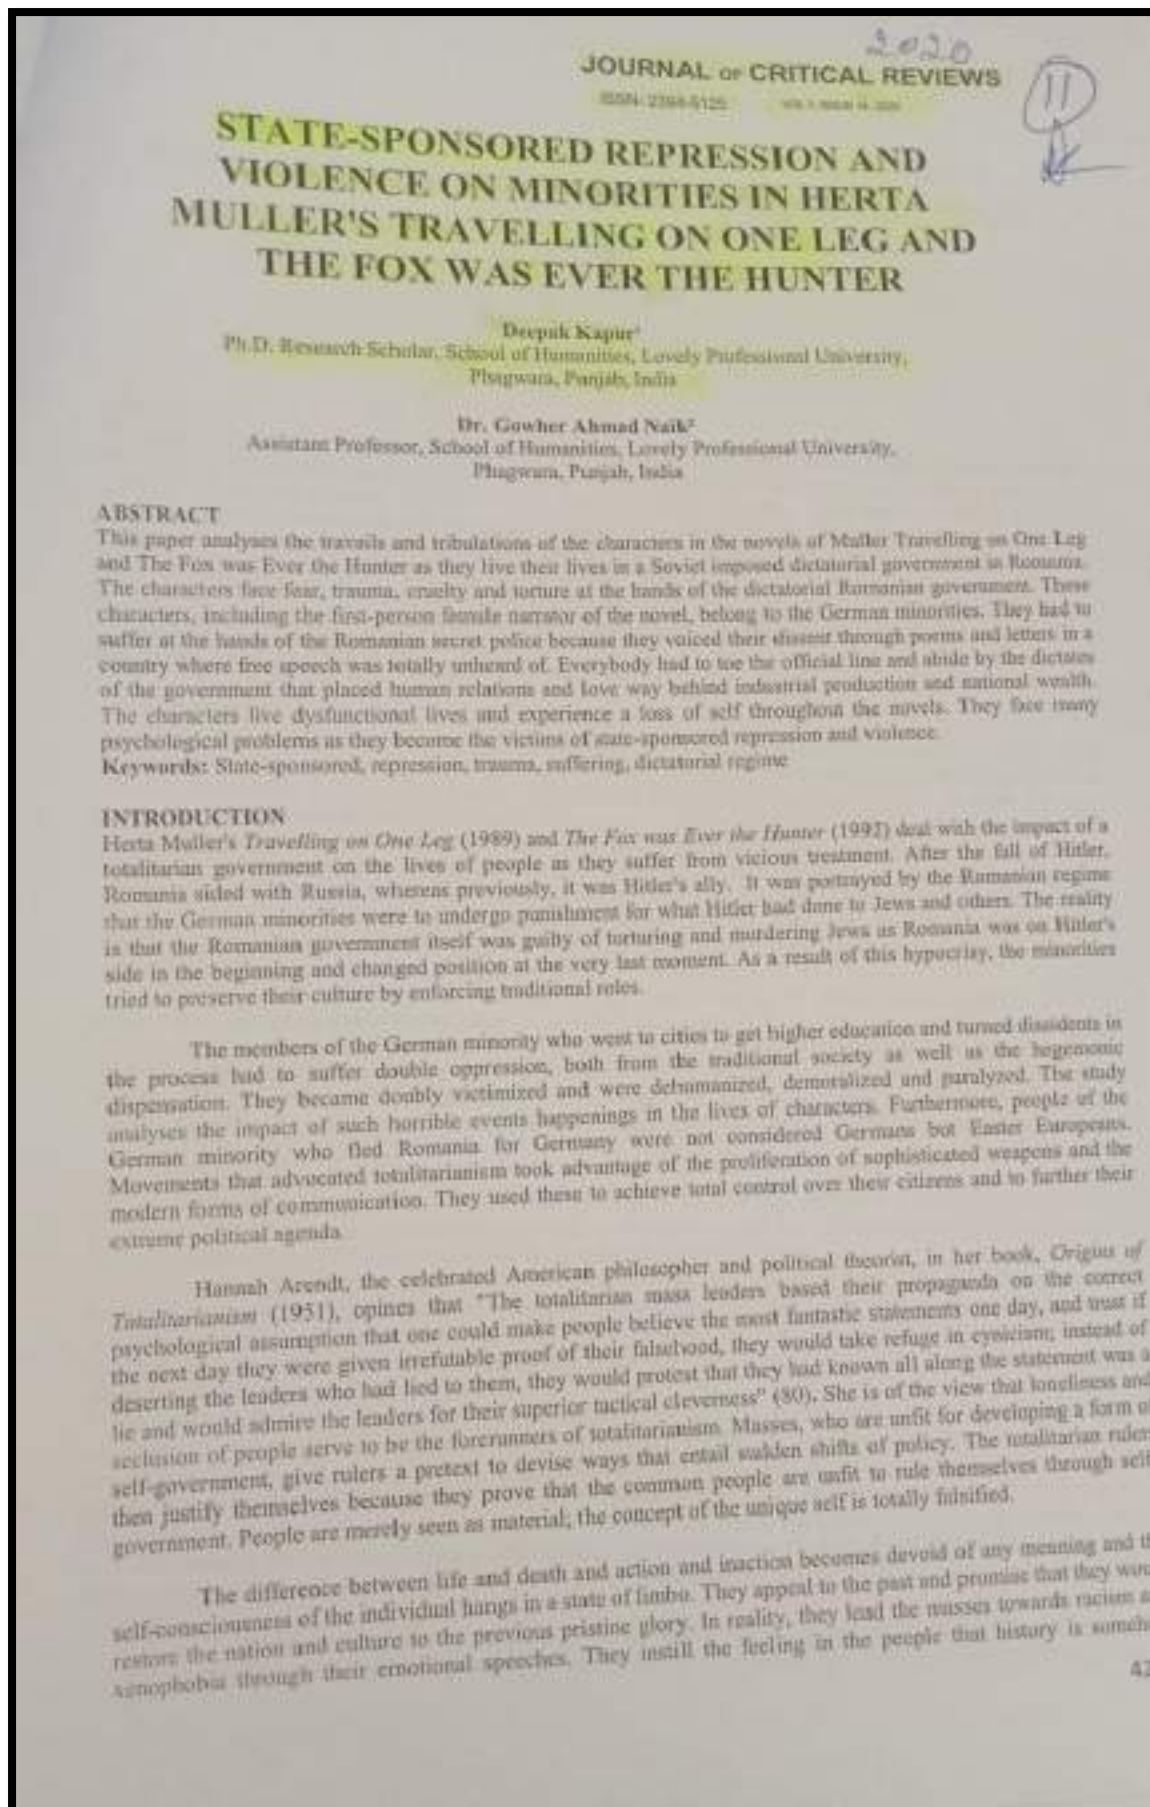 2020
JOURNAL OF CRITICAL REVIEWS
11
ISSN: 2394-5125
STATE-SPONSORED REPRESSION AND
VIOLENCE ON MINORITIES IN HERTA
MULLER'S TRAVELLING ON ONE LEG AND
THE FOX WAS EVER THE HUNTER
Deepak Kapur¹
Ph.D. Research Scholar, School of Humanities, Lovely Professional University,
Phagwara, Punjab, India
Dr. Gowher Ahmad Naik²
Assistant Professor, School of Humanities, Lovely Professional University,
Phagwara, Punjab, India
ABSTRACT
This paper analyses the travails and tribulations of the characters in the novels of Muller Travelling on One Leg
and The Fox was Ever the Hunter as they live their lives in a Soviet imposed dictatorial government in Romania.
The characters face fear, trauma, cruelty and torture at the hands of the dictatorial Romanian government. These
characters, including the first-person female narrator of the novel, belong to the German minorities. They had to
suffer at the hands of the Romanian secret police because they voiced their dissent through poems and letters in a
country where free speech was totally unheard of. Everybody had to toe the official line and abide by the dictates
of the government that placed human relations and love way behind industrial production and national wealth.
The characters live dysfunctional lives and experience a loss of self throughout the novels. They face many
psychological problems as they become the victims of state-sponsored repression and violence.
Keywords: State-sponsored, repression, trauma, suffering, dictatorial regime
INTRODUCTION
Herta Muller's Travelling on One Leg (1989) and The Fox was Ever the Hunter (1992) deal with the impact of a
totalitarian government on the lives of people as they suffer from vicious treatment. After the fall of Hitler,
Romania sided with Russia, whereas previously, it was Hitler's ally. It was portrayed by the Romanian regime
that the German minorities were to undergo punishment for what Hitler had done to Jews and others. The reality
is that the Romanian government itself was guilty of torturing and murdering Jews as Romania was on Hitler's
side in the beginning and changed position at the very last moment. As a result of this hypocrisy, the minorities
tried to preserve their culture by enforcing traditional roles.
The members of the German minority who went to cities to get higher education and turned dissidents in
the process had to suffer double oppression, both from the traditional society as well as the hegemonic
dispensation. They became doubly victimized and were dehumanized, demoralized and paralyzed. The study
analyses the impact of such horrible events happenings in the lives of characters. Furthermore, people of the
German minority who fled Romania for Germany were not considered Germans but Easter Europeans.
Movements that advocated totalitarianism took advantage of the proliferation of sophisticated weapons and the
modern forms of communication. They used these to achieve total control over their citizens and to further their
extreme political agenda.
Hannah Arendt, the celebrated American philosopher and political theorist, in her book, Origins of
Totalitarianism (1951), opines that "The totalitarian mass leaders based their propaganda on the correct
psychological assumption that one could make people believe the most fantastic statements one day, and trust if
the next day they were given irrefutable proof of their falsehood, they would take refuge in cynicism; instead of
deserting the leaders who had lied to them, they would protest that they had known all along the statement was a
lie and would admire the leaders for their superior tactical cleverness" (80). She is of the view that loneliness and
seclusion of people serve to be the forerunners of totalitarianism. Masses, who are unfit for developing a form of
self-government, give rulers a pretext to devise ways that entail sudden shifts of policy. The totalitarian ruler
then justify themselves because they prove that the common people are unfit to rule themselves through self
government. People are merely seen as material; the concept of the unique self is totally falsified.
The difference between life and death and action and inaction becomes devoid of any meaning and th
self-consciousness of the individual hangs in a state of limbo. They appeal to the past and promise that they wou
restore the nation and culture to the previous pristine glory. In reality, they lead the masses towards racism a
xenophobia through their emotional speeches. They instill the feeling in the people that history is someh
42